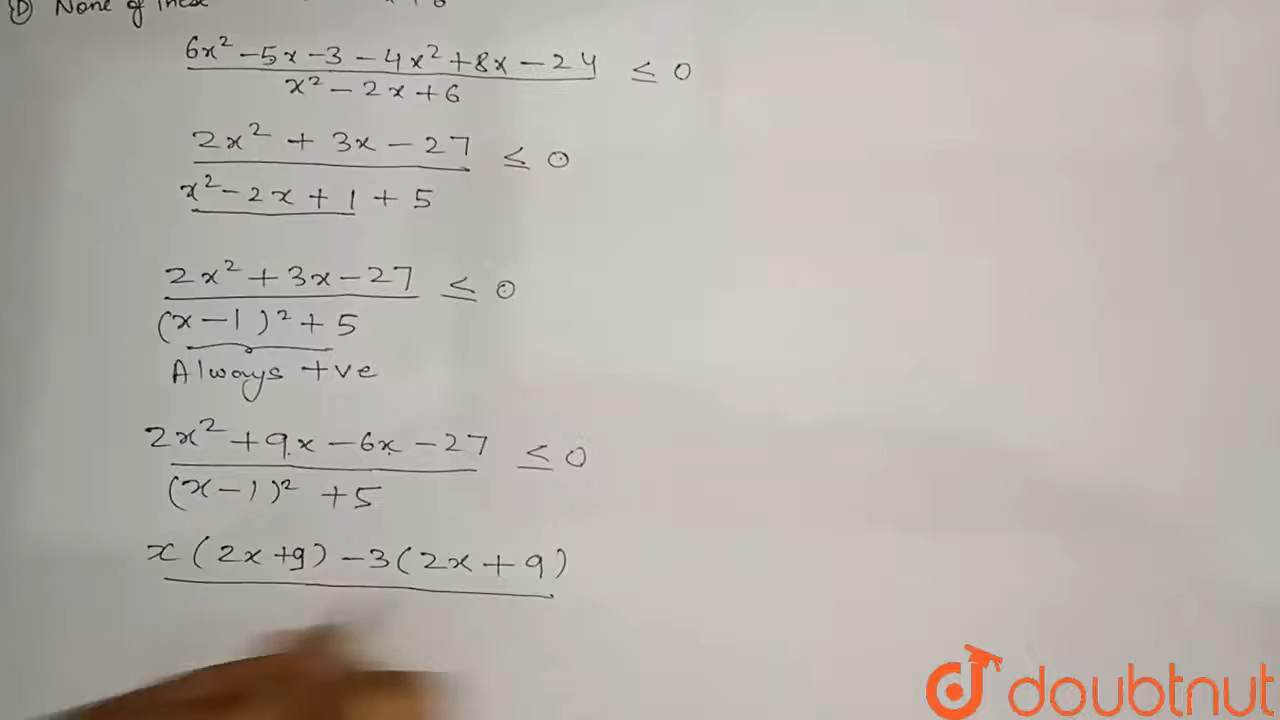 D None of these
6x² - 5x - 3 - 4x² + 8x - 24 ≤ 0
x² - 2x + 6
2x² + 3x - 27 ≤ 0
x² - 2x + 1 + 5
2x² + 3x - 27 ≤ 0
(x - 1)² + 5
Always +ve
2x² + 9x - 6x - 27 ≤ 0
(x - 1)² + 5
x(2x + 9) - 3(2x + 9)
doubtnut